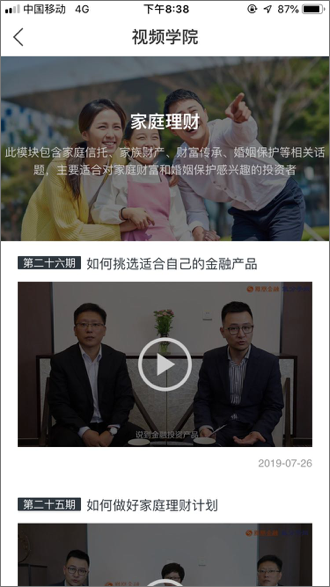 中国移动 4G 下午8:38 87%
视频学院
家庭理财
此模块包含家庭信托、家族财产、财富传承、婚姻保护等相关话
题，主要适合对家庭财富和婚姻保护感兴趣的投资者
第二十六期 如何挑选适合自己的金融产品
说到金融投资产品
2019-07-26
第二十五期 如何做好家庭理财计划